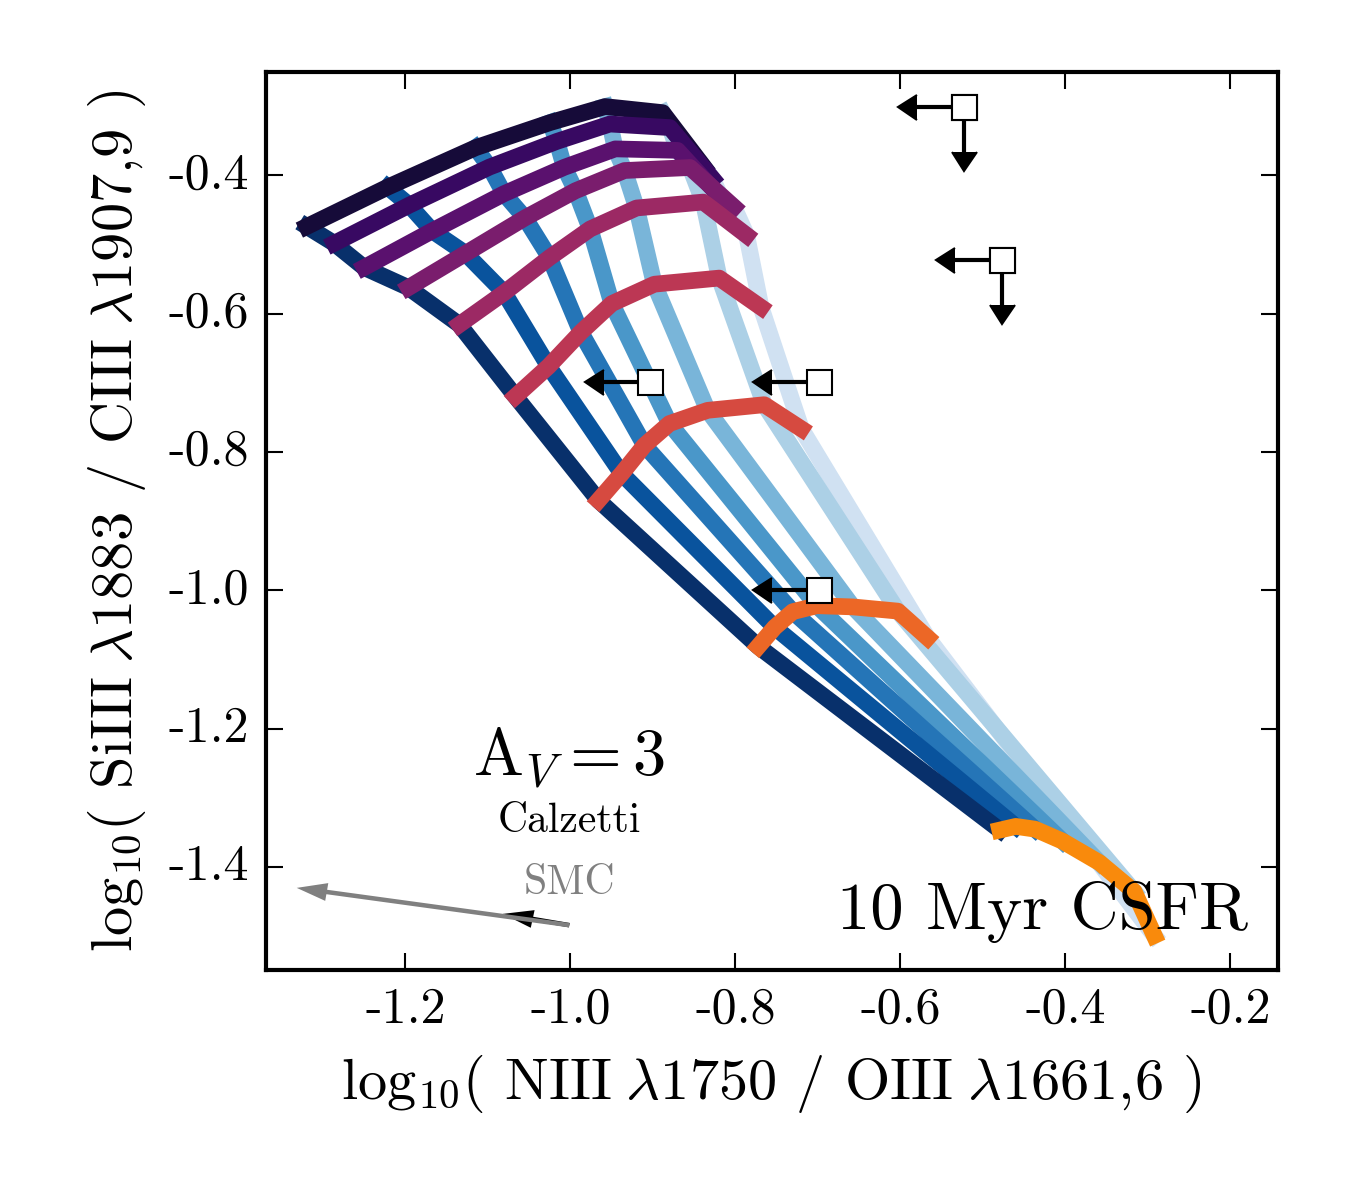 log10( SiIII λ1883 / CIII λ1907,9 )
-0.4
-0.6
-0.8
-1.0
-1.2
-1.4
AV=3
Calzetti
SMC
10 Myr CSFR
-1.2 -1.0 -0.8 -0.6 -0.4 -0.2
log10( NIII λ1750 / OIII λ1661,6 )